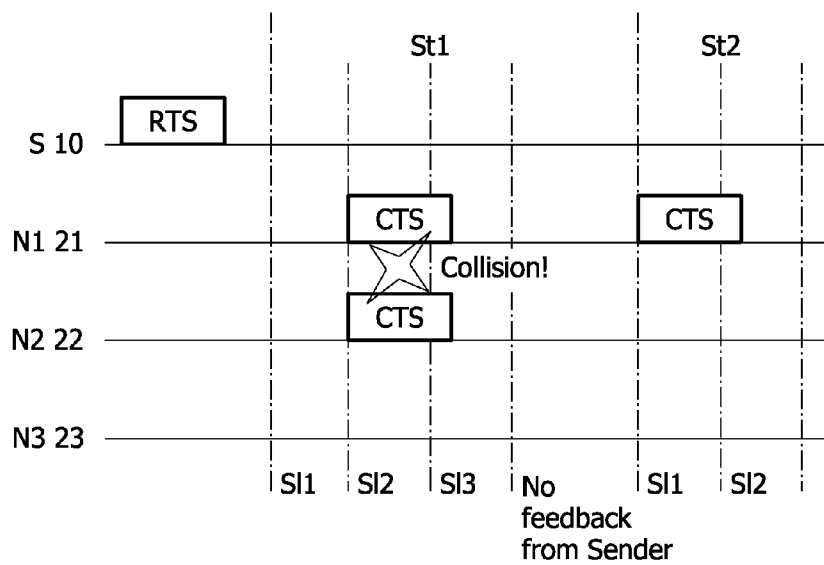 St1 St2
RTS
S 10
CTS CTS
N1 21
Collision!
CTS
N2 22
N3 23
Sl1 Sl2 Sl3 No Sl1 Sl2
feedback
from Sender